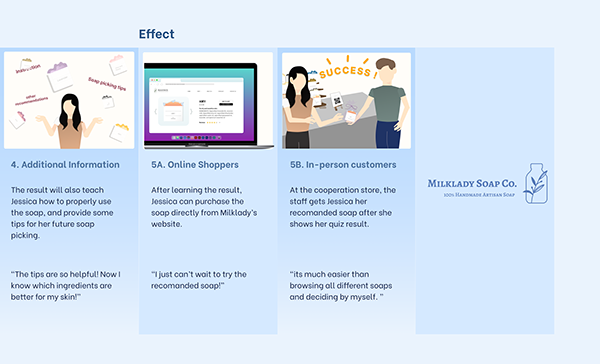 Effect
Instruction
Soap picking tips
other
recommendations
SUCCESS!
4. Additional Information
The result will also teach
Jessica how to properly use
the soap, and provide some
tips for her future soap
picking.
"The tips are so helpful! Now I
know which ingredients are
better for my skin!"
5A. Online Shoppers
After learning the result,
Jessica can purchase the
soap directly from Milklady's
website.
"I just can't wait to try the
recomanded soap!"
5B. In-person customers
At the cooperation store, the
staff gets Jessica her
recomanded soap after she
shows her quiz result.
"its much easier than
browsing all different soaps
and deciding by myself. "
Milklady Soap Co.
100% Handmade Artisan Soap